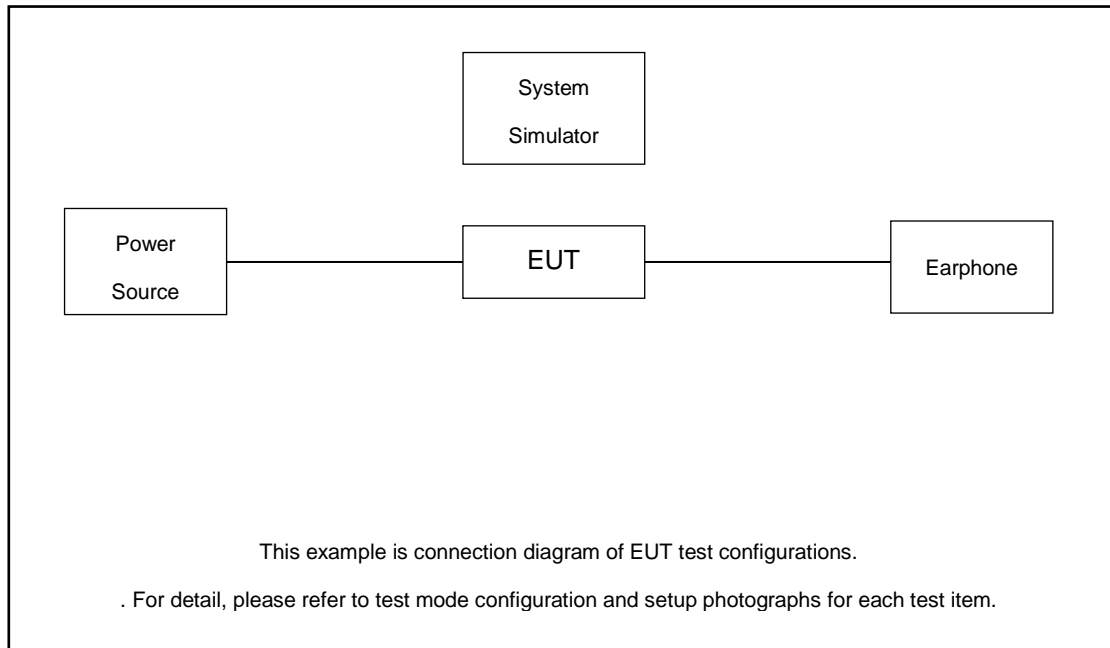 System
Simulator
Power
Source
EUT
Earphone
This example is connection diagram of EUT test configurations.
. For detail, please refer to test mode configuration and setup photographs for each test item.